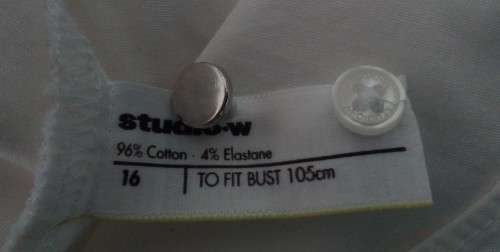 studio·w
96% Cotton · 4% Elastane
16 TO FIT BUST 105cm